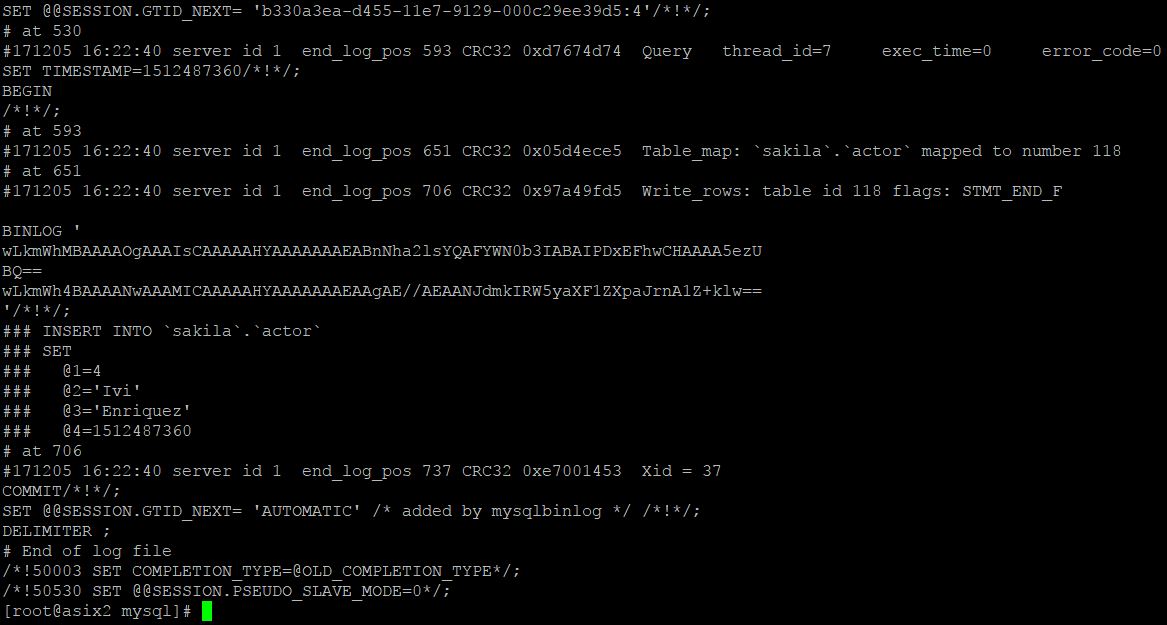 SET @@SESSION.GTID_NEXT= 'b330a3ea-d455-11e7-9129-000c29ee39d5:4'/*!*/;
# at 530
#171205 16:22:40 server id 1  end_log_pos 593 CRC32 0xd7674d74  Query   thread_id=7     exec_time=0     error_code=0
SET TIMESTAMP=1512487360/*!*/;
BEGIN
/*!*/;
# at 593
#171205 16:22:40 server id 1  end_log_pos 651 CRC32 0x05d4ece5  Table_map: `sakila`.`actor` mapped to number 118
# at 651
#171205 16:22:40 server id 1  end_log_pos 706 CRC32 0x97a49fd5  Write_rows: table id 118 flags: STMT_END_F
BINLOG '
wLkmWhMBAAAAOgAAAIsCAAAAAHYAAAAAAAEABnNha2lsYQAFYWN0b3IABAIPDxEFhwCHAAAA5ezU
BQ==
wLkmWh4BAAAANwAAAMICAAAAAHYAAAAAAAEAAgAE//AEAANJdmkIRW5yaXF1ZXpaJrnA1Z+klw==
'/*!*/;
### INSERT INTO `sakila`.`actor`
### SET
###   @1=4
###   @2='Ivi'
###   @3='Enriquez'
###   @4=1512487360
# at 706
#171205 16:22:40 server id 1  end_log_pos 737 CRC32 0xe7001453  Xid = 37
COMMIT/*!*/;
SET @@SESSION.GTID_NEXT= 'AUTOMATIC' /* added by mysqlbinlog */ /*!*/;
DELIMITER ;
# End of log file
/*!50003 SET COMPLETION_TYPE=@OLD_COMPLETION_TYPE*/;
/*!50530 SET @@SESSION.PSEUDO_SLAVE_MODE=0*/;
[root@asix2 mysql]#